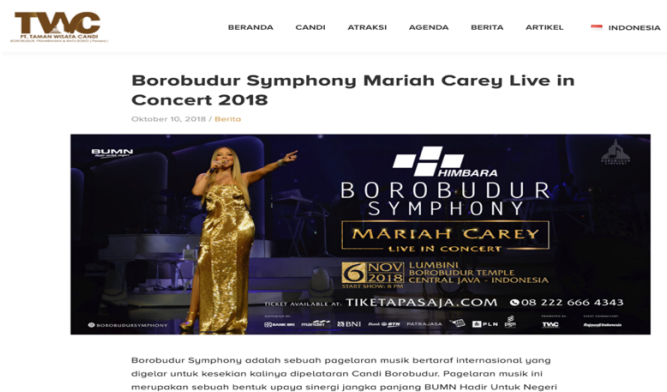 TWC
PT. TAMAN WISATA CANDI
BERANDA CANDI ATRAKSI AGENDA BERITA ARTIKEL INDONESIA
Borobudur Symphony Mariah Carey Live in
Concert 2018
Oktober 10, 2018 / Berita
BUMN
HIMBARA
BOROBUDUR
SYMPHONY
MARIAH CAREY
LIVE IN CONCERT
6 NOV
2018
START SHOW: 8 PM
LUMBINI
BOROBUDUR TEMPLE
CENTRAL JAVA - INDONESIA
TICKET AVAILABLE AT: TIKETAPASAJA.COM 08 222 666 4343
BOROBUDURSYMPHONY
BANK BRI mandiri BNI BTN PATRAJASA PLN TWC
Borobudur Symphony adalah sebuah pagelaran musik bertaraf internasional yang
digelar untuk kesekian kalinya dipelataran Candi Borobudur. Pagelaran musik ini
merupakan sebuah bentuk upaya sinergi jangka panjang BUMN Hadir Untuk Negeri